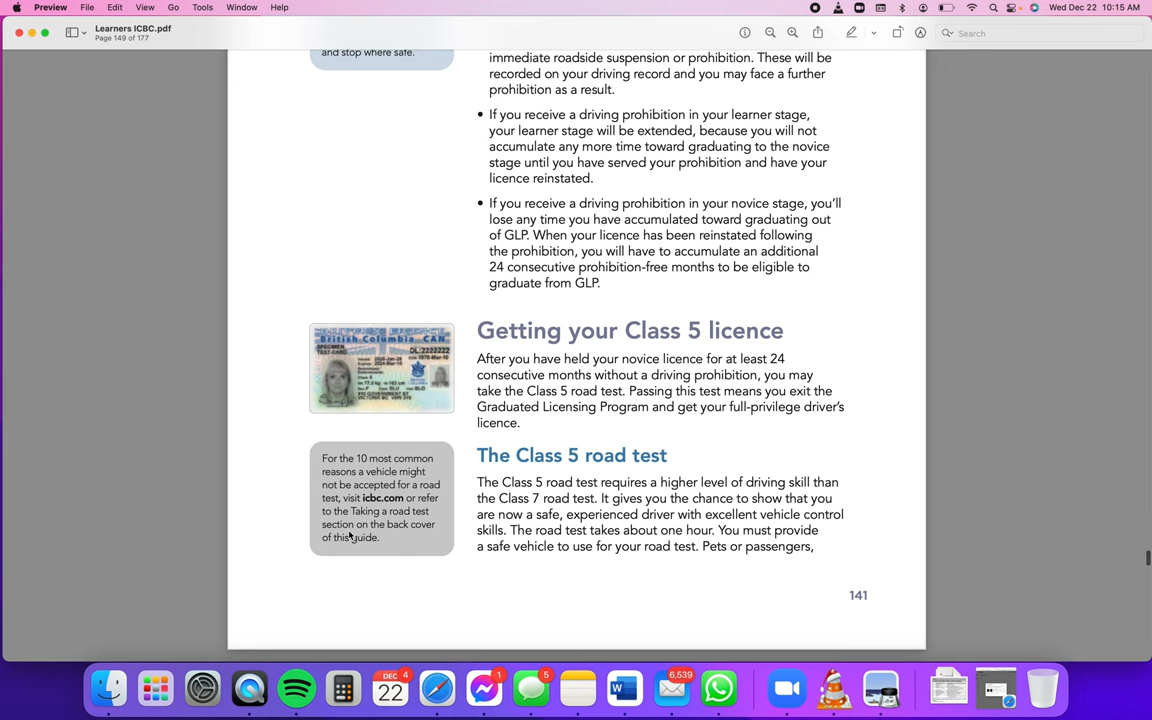 Preview File Edit View Go Tools Window Help
Wed Dec 22 10:15 AM
Learners ICBC.pdf
Page 149 of 177
Search
and stop where safe.
immediate roadside suspension or prohibition. These will be
recorded on your driving record and you may face a further
prohibition as a result.
• If you receive a driving prohibition in your learner stage,
your learner stage will be extended, because you will not
accumulate any more time toward graduating to the novice
stage until you have served your prohibition and have your
licence reinstated.
• If you receive a driving prohibition in your novice stage, you'll
lose any time you have accumulated toward graduating out
of GLP. When your licence has been reinstated following
the prohibition, you will have to accumulate an additional
24 consecutive prohibition-free months to be eligible to
graduate from GLP.
British Columbia CAN
DL:2222222
Getting your Class 5 licence
After you have held your novice licence for at least 24
consecutive months without a driving prohibition, you may
take the Class 5 road test. Passing this test means you exit the
Graduated Licensing Program and get your full-privilege driver's
licence.
For the 10 most common
reasons a vehicle might
not be accepted for a road
test, visit icbc.com or refer
to the Taking a road test
section on the back cover
of this guide.
The Class 5 road test
The Class 5 road test requires a higher level of driving skill than
the Class 7 road test. It gives you the chance to show that you
are now a safe, experienced driver with excellent vehicle control
skills. The road test takes about one hour. You must provide
a safe vehicle to use for your road test. Pets or passengers,
141
DEC 4
22
1
5
6,539